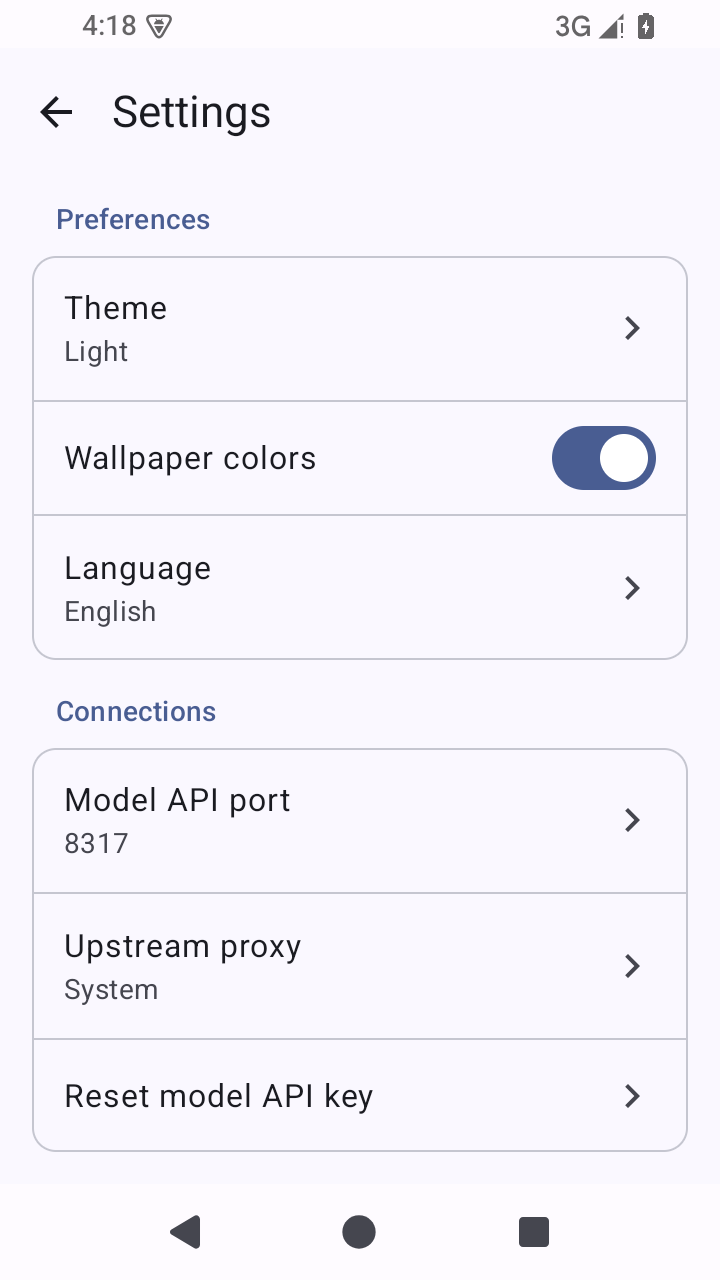 4:18
3G
Settings
Preferences
Theme
Light
Wallpaper colors
Language
English
Connections
Model API port
8317
Upstream proxy
System
Reset model API key